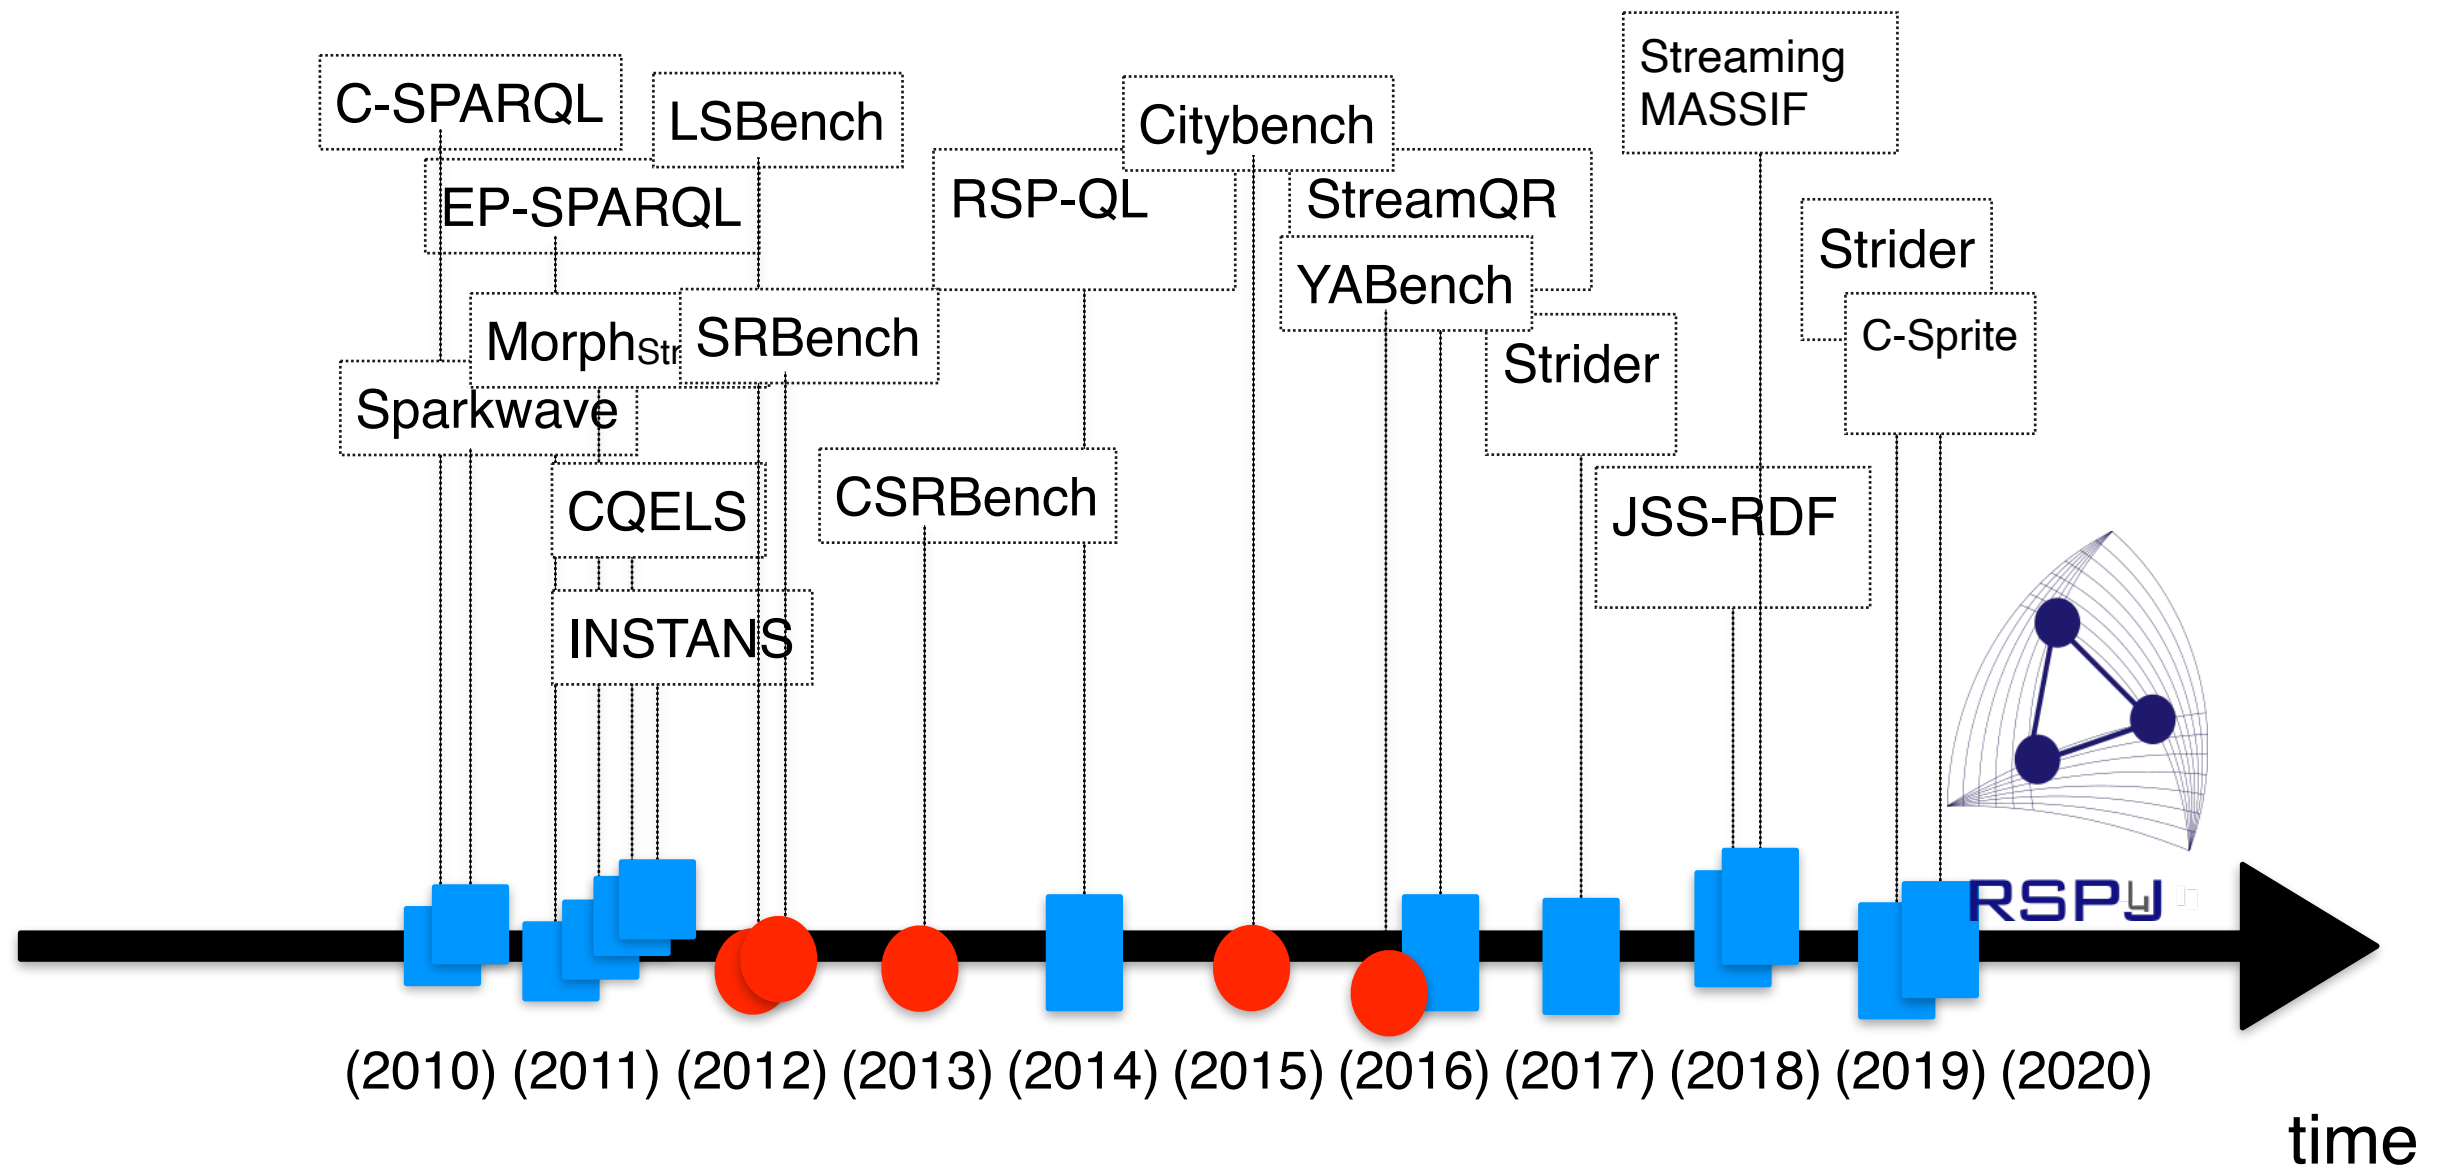 Streaming
MASSIF
C-SPARQL
LSBench
Citybench
EP-SPARQL
RSP-QL
StreamQR
Strider
YABench
MorphStr
SRBench
C-Sprite
Strider
Sparkwave
CQELS
CSRBench
JSS-RDF
INSTANS
(2010) (2011) (2012) (2013) (2014) (2015) (2016) (2017) (2018) (2019) (2020)
time